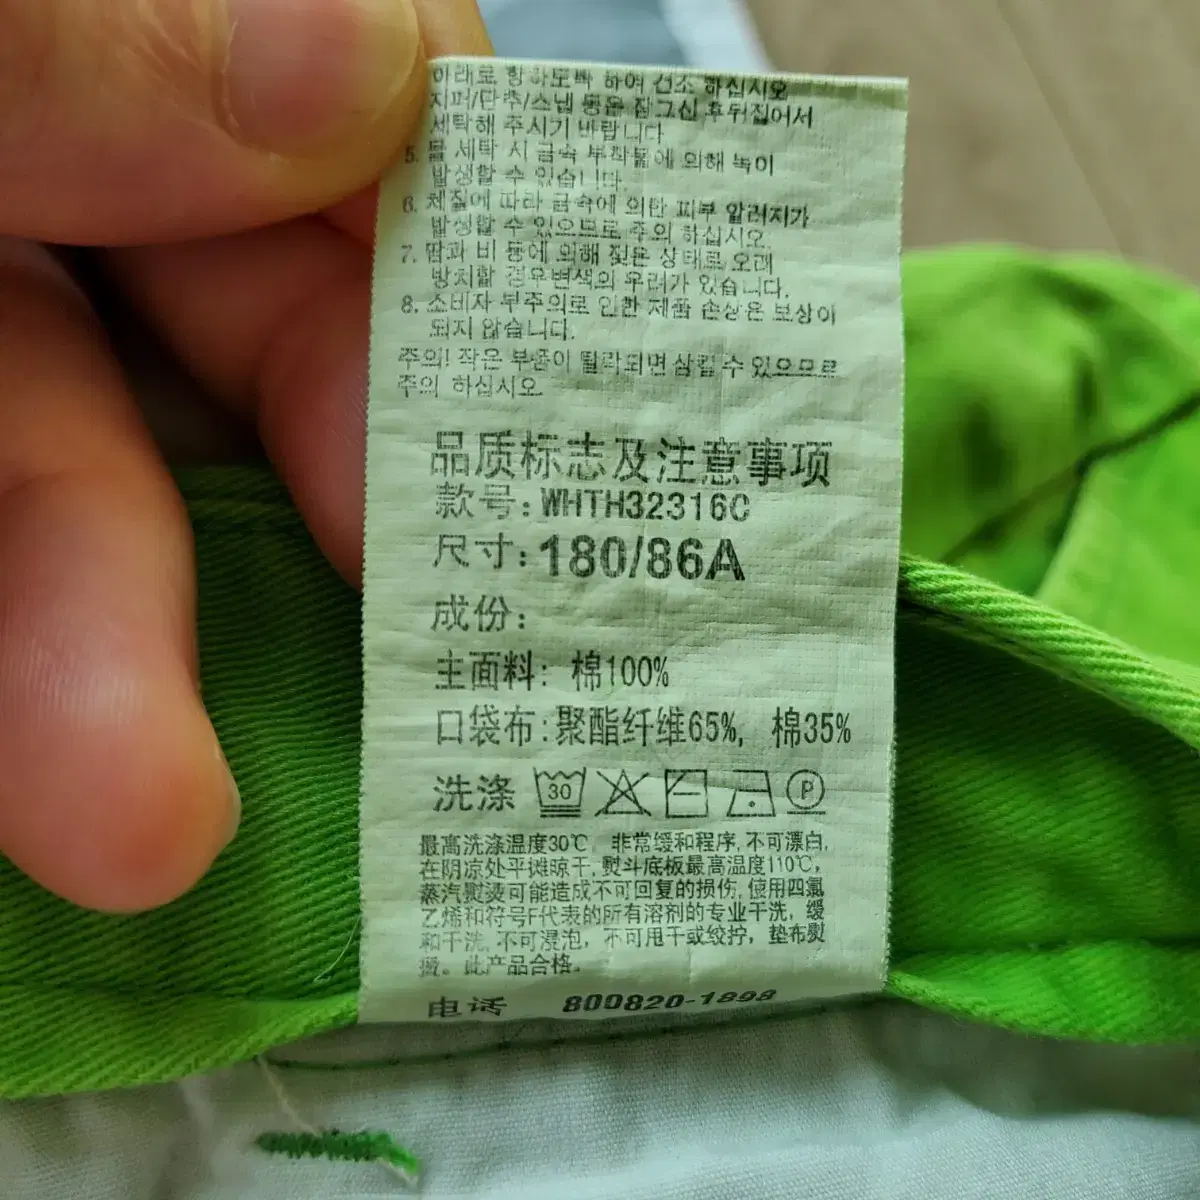 아래로 향하도록 하여 건조 하십시오
지퍼/단추/스냅 등은 잠그신 후뒤집어서
세탁해 주시기 바랍니다
5. 물 세탁 시 금속 부착물에 의해 녹이
발생할 수 있습니다.
6. 체질에 따라 금속에 의한 피부 알러지가
발생할 수 있으므로 주의 하십시오.
7. 땀과 비 등에 의해 젖은 상태로 오래
방치할 경우변색의 우려가 있습니다.
8. 소비자 부주의로 인한 제품 손상은 보상이
되지 않습니다.
주의! 작은 부품이 탈락되면 삼킬 수 있으므로
주의 하십시오.
品质标志及注意事项
款号: WHTH32316C
尺寸: 180/86A
成份:
主面料: 棉100%
口袋布: 聚酯纤维65%, 棉35%
洗涤 30 P
最高洗涤温度30℃, 非常缓和程序, 不可漂白,
在阴凉处平摊晾干, 熨斗底板最高温度110℃,
蒸汽熨烫可能造成不可回复的损伤, 使用四氯
乙烯和符号F代表的所有溶剂的专业干洗, 缓
和干洗, 不可浸泡, 不可甩干或绞拧, 垫布熨
烫。此产品合格。
电话 800820-1898